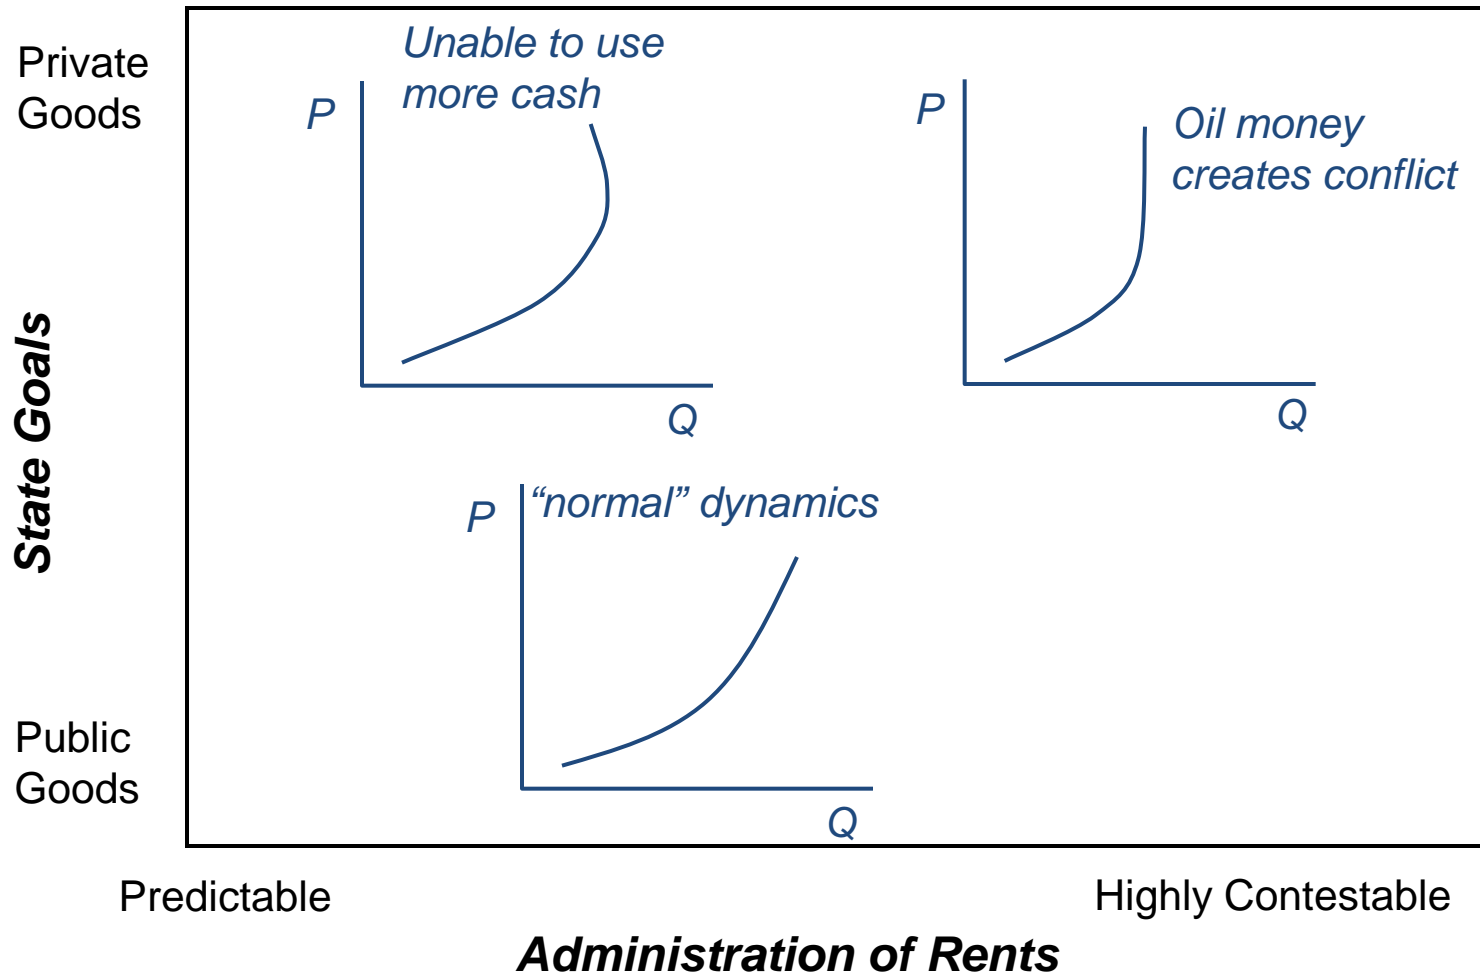 Private
Goods
Unable to use
more cash
P
Q
P
Oil money
creates conflict
Q
State Goals
“normal” dynamics
P
Q
Public
Goods
Predictable
Highly Contestable
Administration of Rents